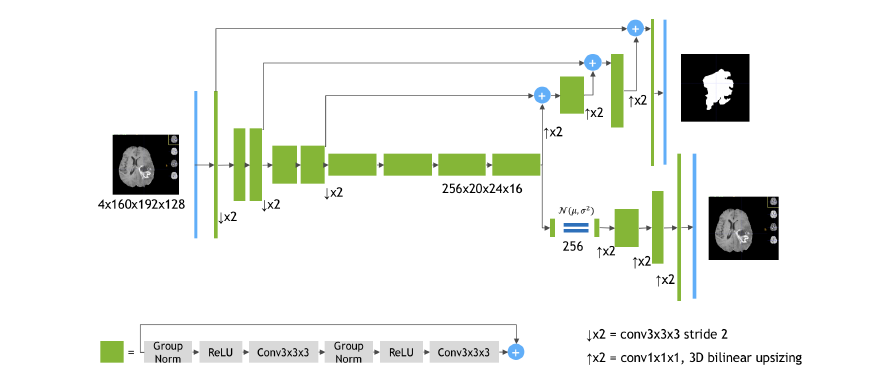 4x160x192x128
↓x2
↓x2
↓x2
256x20x24x16
↑x2
↑x2
↑x2
𝒩(μ, σ²)
256
↑x2
↑x2
↑x2
=
Group
Norm
ReLU
Conv3x3x3
Group
Norm
ReLU
Conv3x3x3
↓x2 = conv3x3x3 stride 2
↑x2 = conv1x1x1, 3D bilinear upsizing